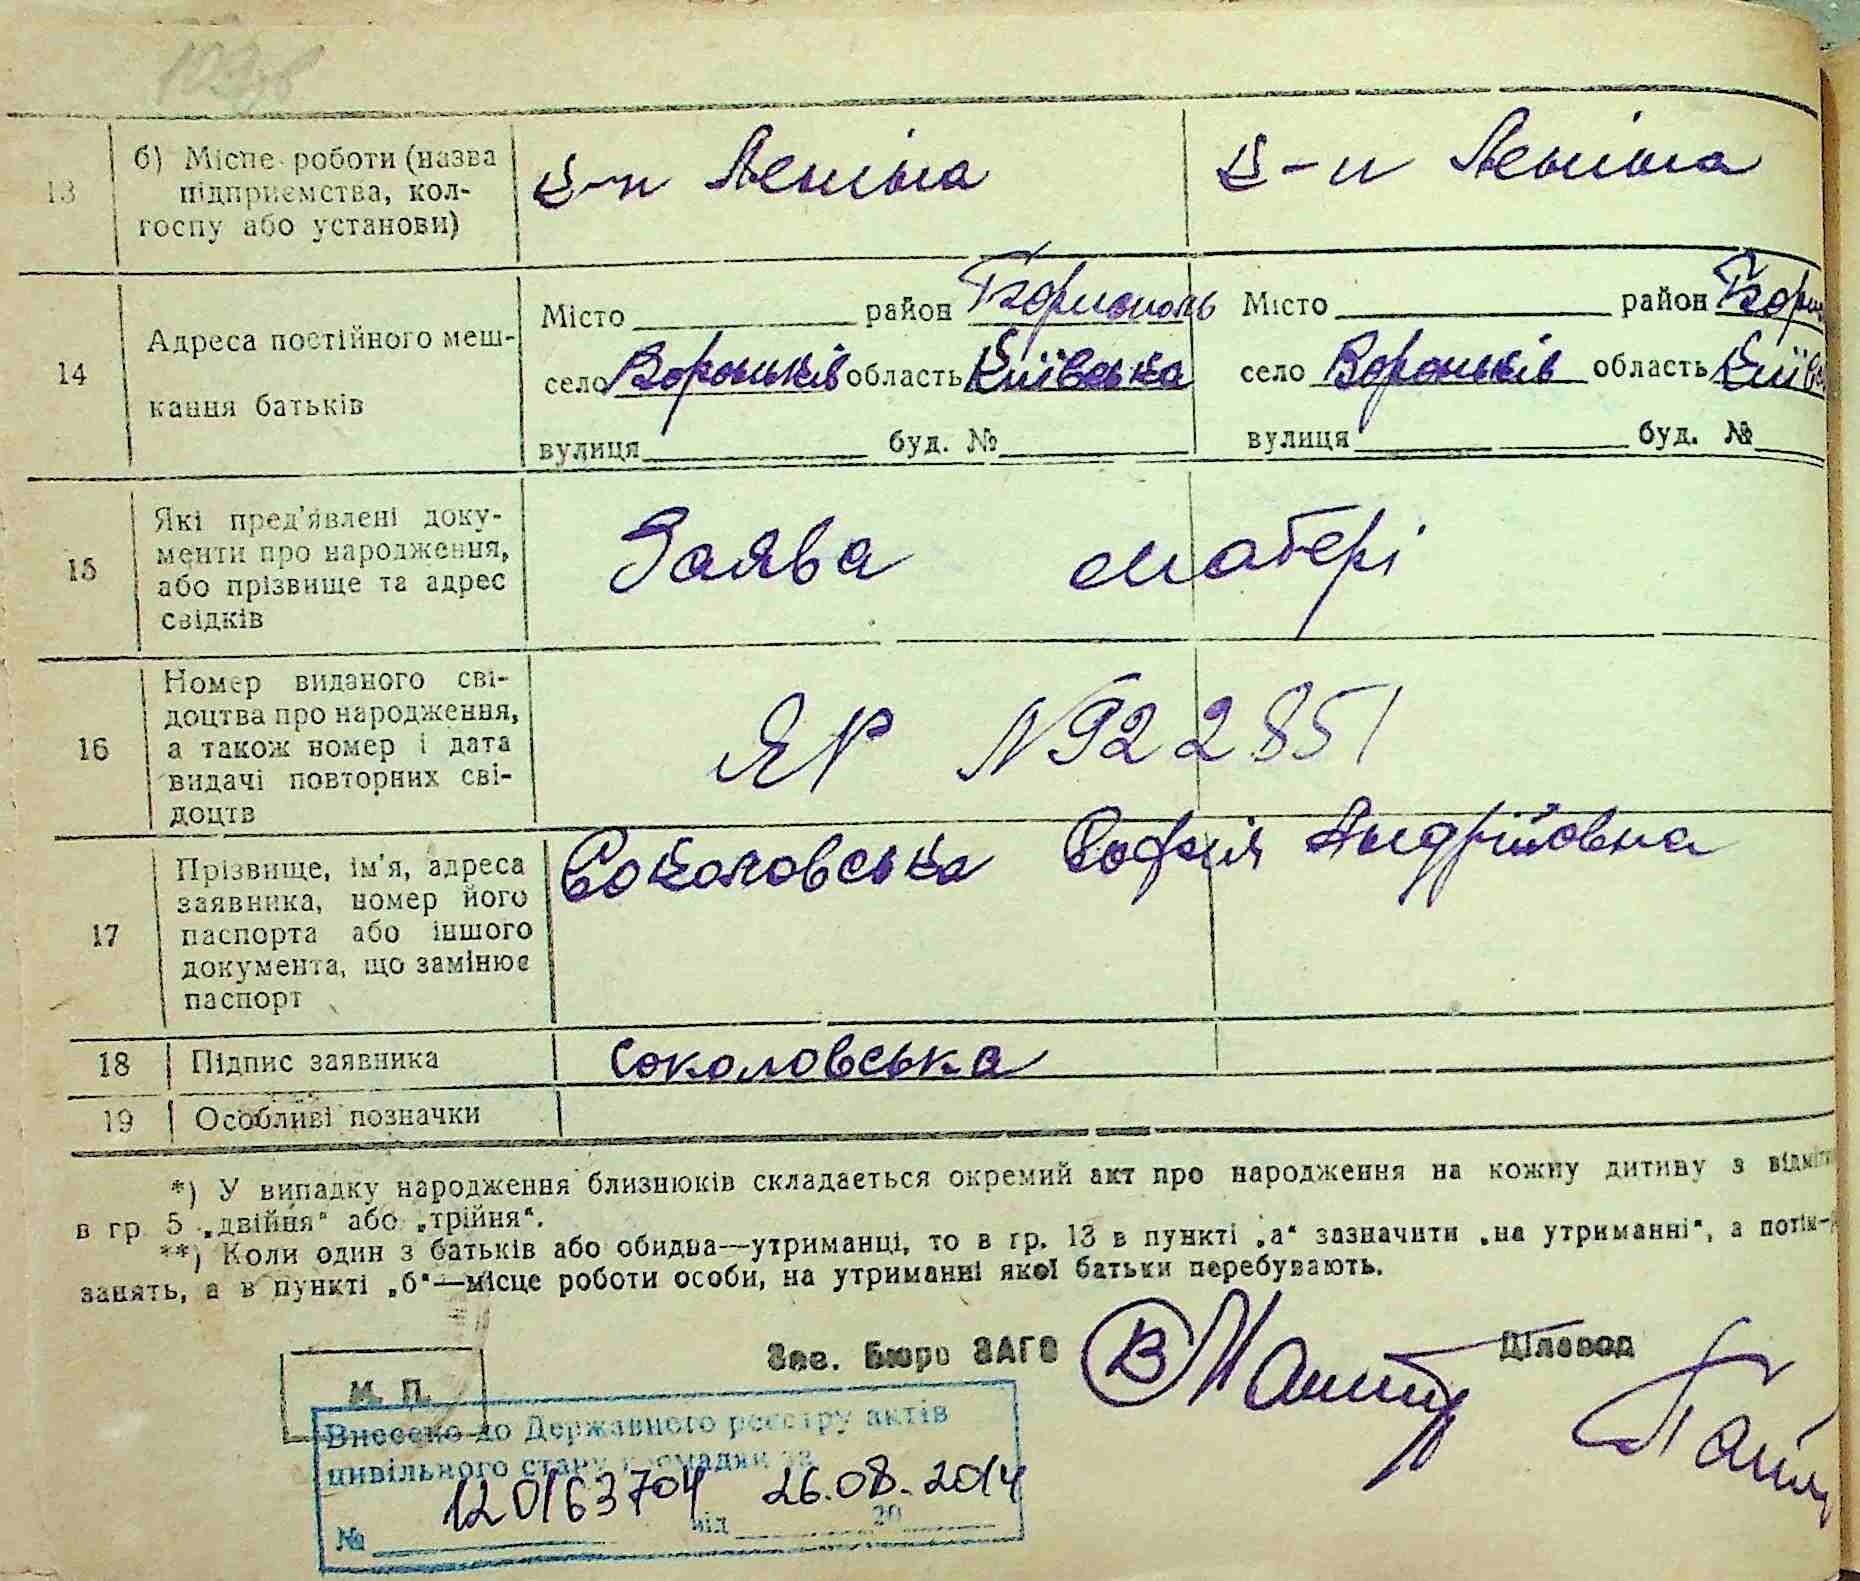 13 б) Місце роботи (назва підприємства, колгоспу або установи) К-п Леніна К-п Леніна
14 Адреса постійного мешкання батьків
Місто район Бориспіль Місто район Бори
село Вороньків область Київська село Вороньків область Київ
вулиця буд. № вулиця буд. №
15 Які пред'явлені документи про народження, або прізвище та адрес свідків Заява матері
16 Номер виданого свідоцтва про народження, а також номер і дата видачі повторних свідоцтв ЯР N922851
17 Прізвище, ім'я, адреса заявника, номер його паспорта або іншого документа, що замінює паспорт Соколовська Софія Андріївна
18 Підпис заявника Соколовська
19 Особливі позначки
*) У випадку народження близнюків складається окремий акт про народження на кожну дитину з відміт
в гр. 5 „двійня“ або „трійня“.
**) Коли один з батьків або обидва—утриманці, то в гр. 13 в пункті „а“ зазначити „на утриманні“, а потім
занять, а в пункті „б“—місце роботи особи, на утриманні якої батьки перебувають.
Зав. Бюро ЗАГС Діловод
М. П.
Внесено до Державного реєстру актів
цивільного стану громадян за
№ 120163704 від 26.08.2014 20